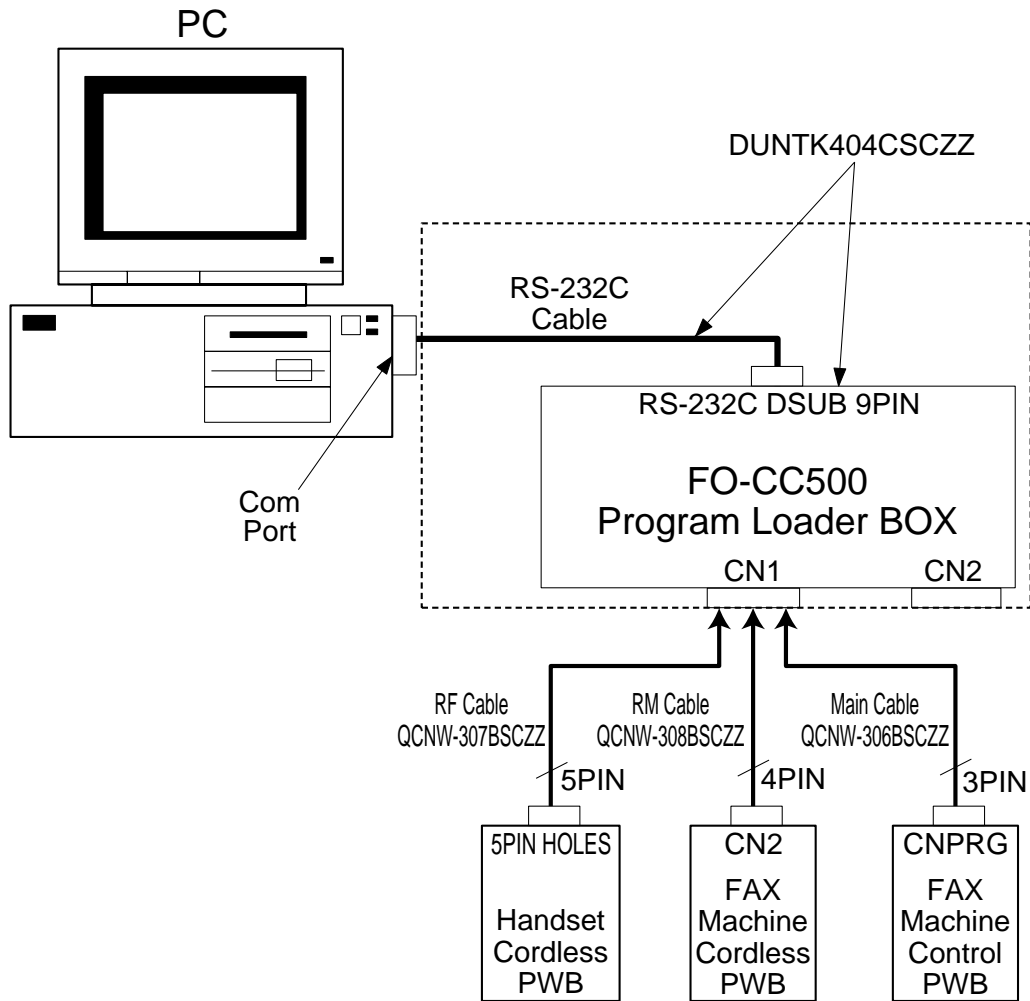 PC
DUNTK404CSCZZ
RS-232C
Cable
RS-232C DSUB 9PIN
FO-CC500
Program Loader BOX
Com
Port
CN1
CN2
RF Cable
QCNW-307BSCZZ
RM Cable
QCNW-308BSCZZ
Main Cable
QCNW-306BSCZZ
5PIN
4PIN
3PIN
5PIN HOLES
Handset
Cordless
PWB
CN2
FAX
Machine
Cordless
PWB
CNPRG
FAX
Machine
Control
PWB